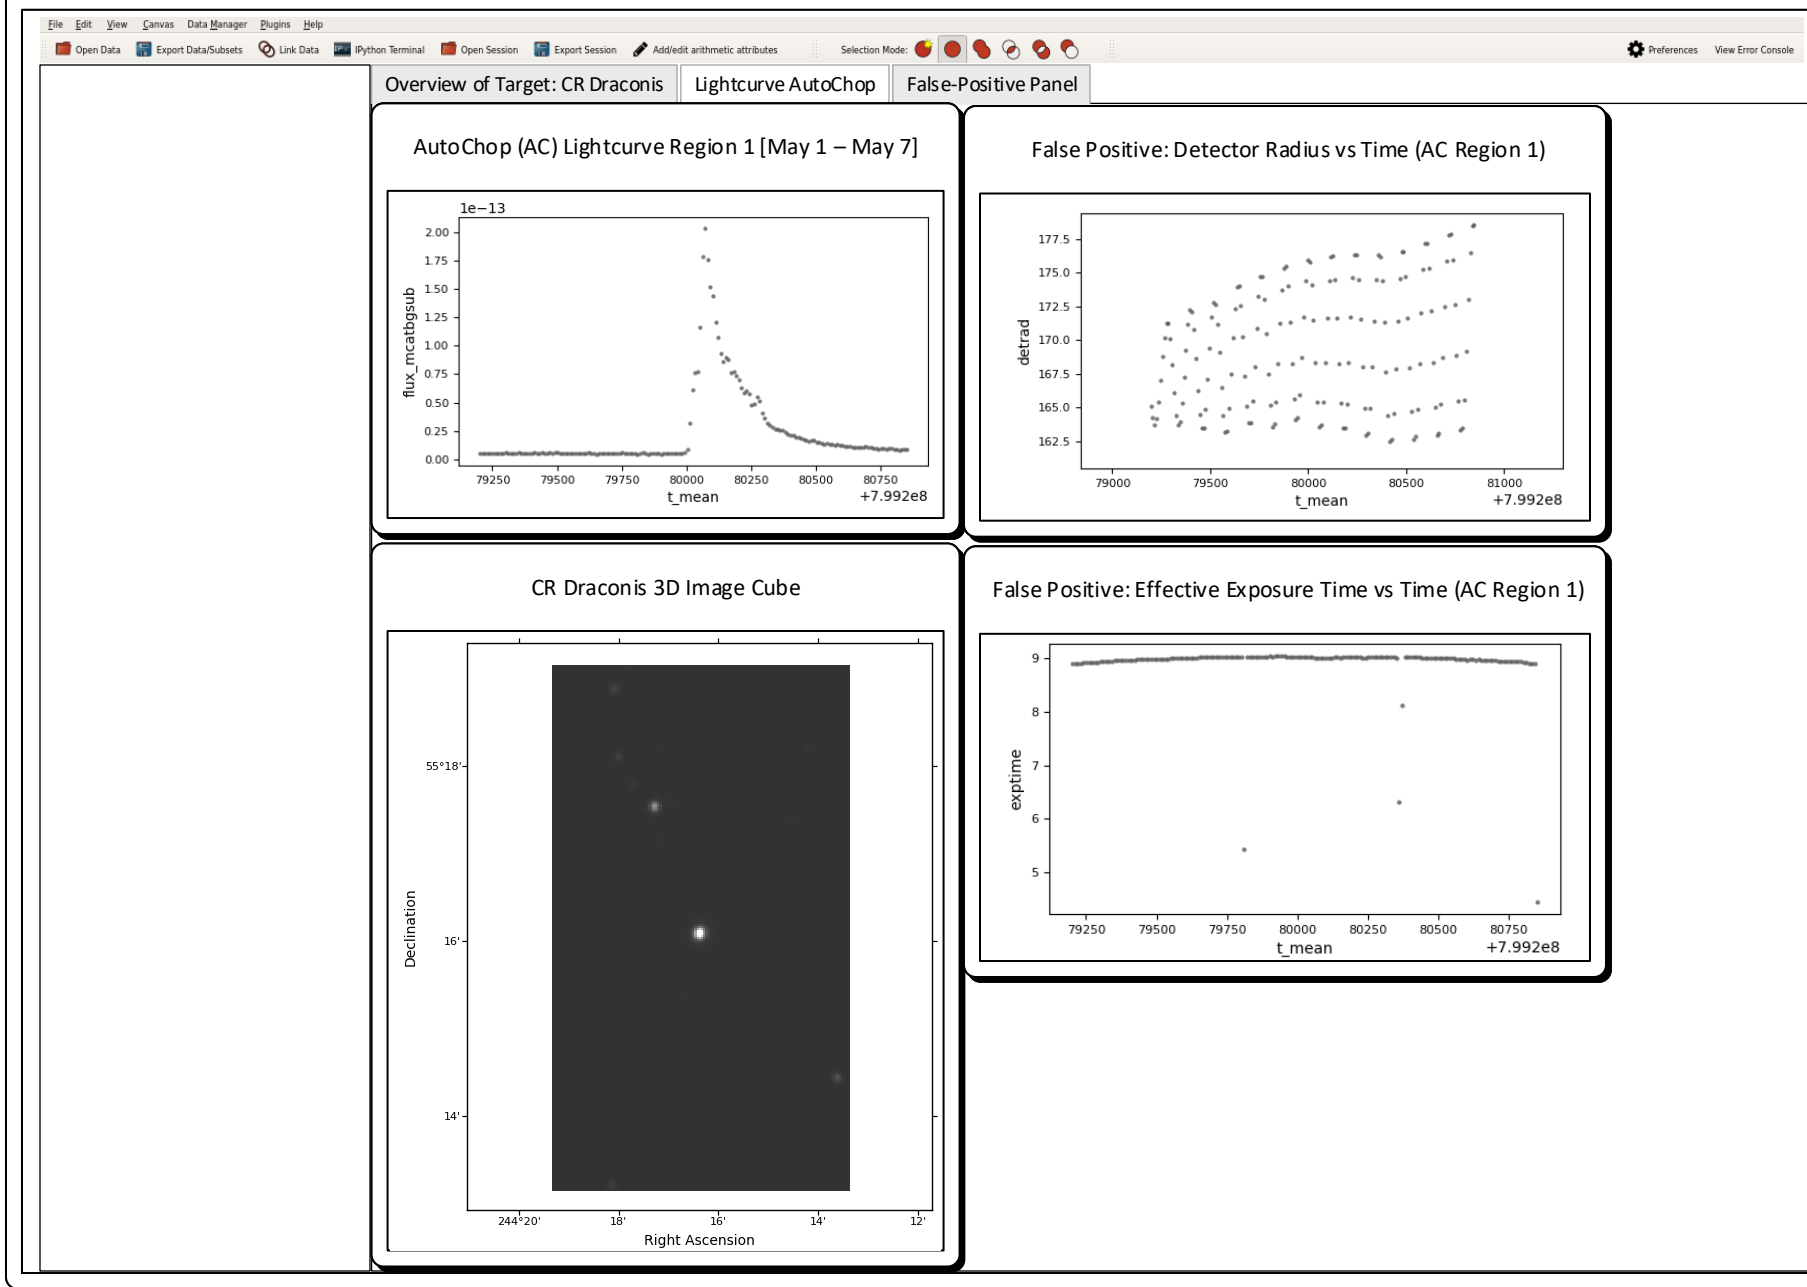 File Edit View Canvas Data Manager Plugins Help
Open Data Export Data/Subsets Link Data IPython Terminal Open Session Export Session Add/edit arithmetic attributes Selection Mode: Preferences View Error Console
Overview of Target: CR Draconis Lightcurve AutoChop False-Positive Panel
AutoChop (AC) Lightcurve Region 1 [May 1 – May 7]
1e−13
2.00
1.75
1.50
1.25
1.00
0.75
0.50
0.25
0.00
flux_mcatbgsub
79250 79500 79750 80000 80250 80500 80750
t_mean
+7.992e8
False Positive: Detector Radius vs Time (AC Region 1)
177.5
175.0
172.5
170.0
167.5
165.0
162.5
detrad
79000 79500 80000 80500 81000
t_mean
+7.992e8
CR Draconis 3D Image Cube
55°18'
16'
14'
Declination
244°20' 18' 16' 14' 12'
Right Ascension
False Positive: Effective Exposure Time vs Time (AC Region 1)
9
8
7
6
5
exptime
79250 79500 79750 80000 80250 80500 80750
t_mean
+7.992e8